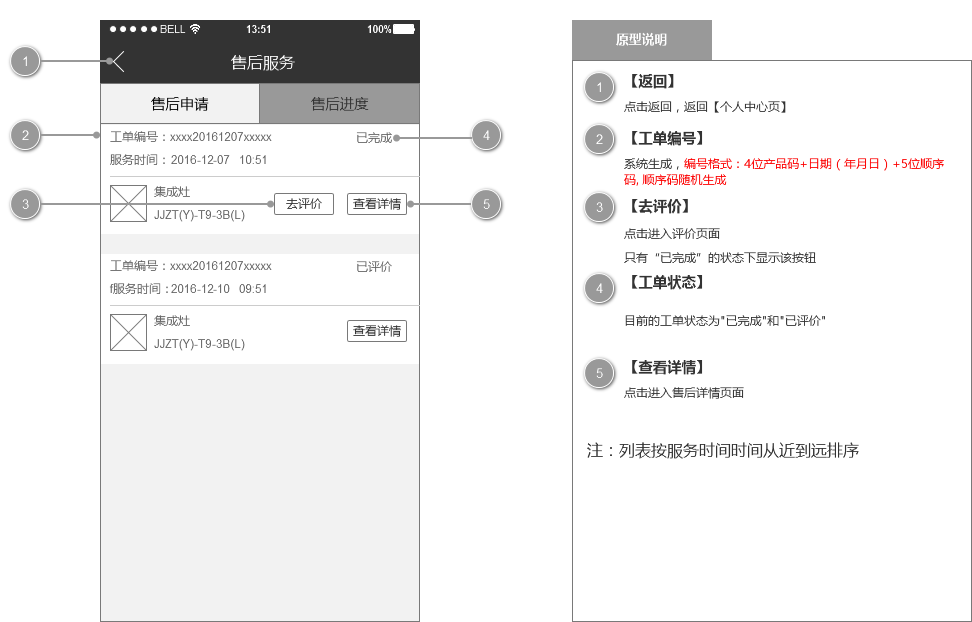 BELL 13:51 100%
售后服务
售后申请 售后进度
工单编号：xxxx20161207xxxxx 已完成
服务时间：2016-12-07 10:51
集成灶
JJZT(Y)-T9-3B(L)
去评价 查看详情
工单编号：xxxx20161207xxxxx 已评价
f服务时间：2016-12-10 09:51
集成灶
JJZT(Y)-T9-3B(L)
查看详情
1
2
3
4
5
原型说明
1 【返回】
点击返回，返回【个人中心页】
2 【工单编号】
系统生成，编号格式：4位产品码+日期（年月日）+5位顺序
码, 顺序码随机生成
3 【去评价】
点击进入评价页面
只有“已完成”的状态下显示该按钮
4 【工单状态】
目前的工单状态为"已完成"和"已评价"
5 【查看详情】
点击进入售后详情页面
注：列表按服务时间时间从近到远排序